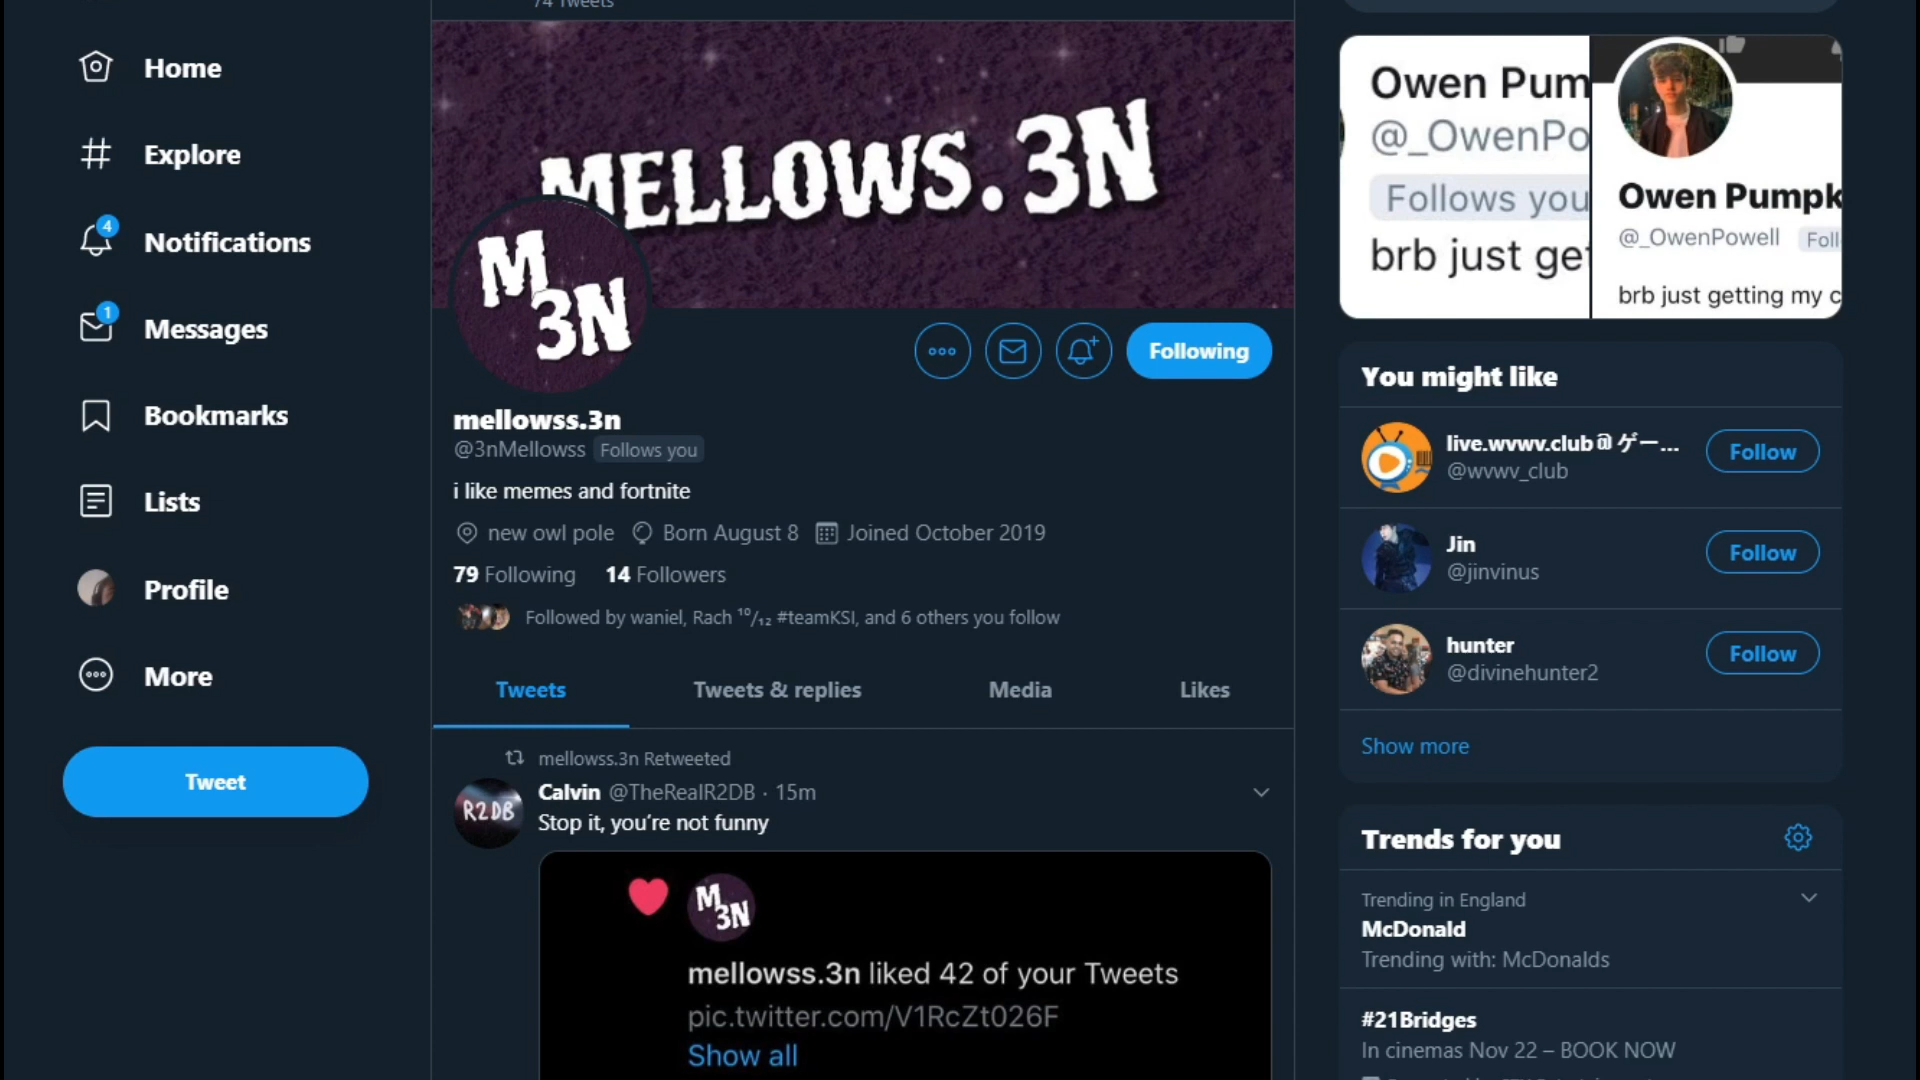 74 Tweets
Home
Explore
4
Notifications
1
Messages
Bookmarks
Lists
Profile
More
Tweet
MELLOWS.3N
M
3N
Following
mellowss.3n
@3nMellowss Follows you
i like memes and fortnite
new owl pole Born August 8 Joined October 2019
79 Following 14 Followers
Followed by waniel, Rach ¹⁰/₁₂ #teamKSI, and 6 others you follow
Tweets Tweets & replies Media Likes
mellowss.3n Retweeted
Calvin @TheRealR2DB · 15m
R2DB
Stop it, you're not funny
M
3N
mellowss.3n liked 42 of your Tweets
pic.twitter.com/V1RcZt026F
Show all
Owen Pum
@_OwenPo
Follows you
brb just get
Owen Pumpk
@_OwenPowell Foll
brb just getting my c
You might like
live.wvwv.club@ゲー...
@wvwv_club
Follow
Jin
@jinvinus
Follow
hunter
@divinehunter2
Follow
Show more
Trends for you
Trending in England
McDonald
Trending with: McDonalds
#21Bridges
In cinemas Nov 22 – BOOK NOW